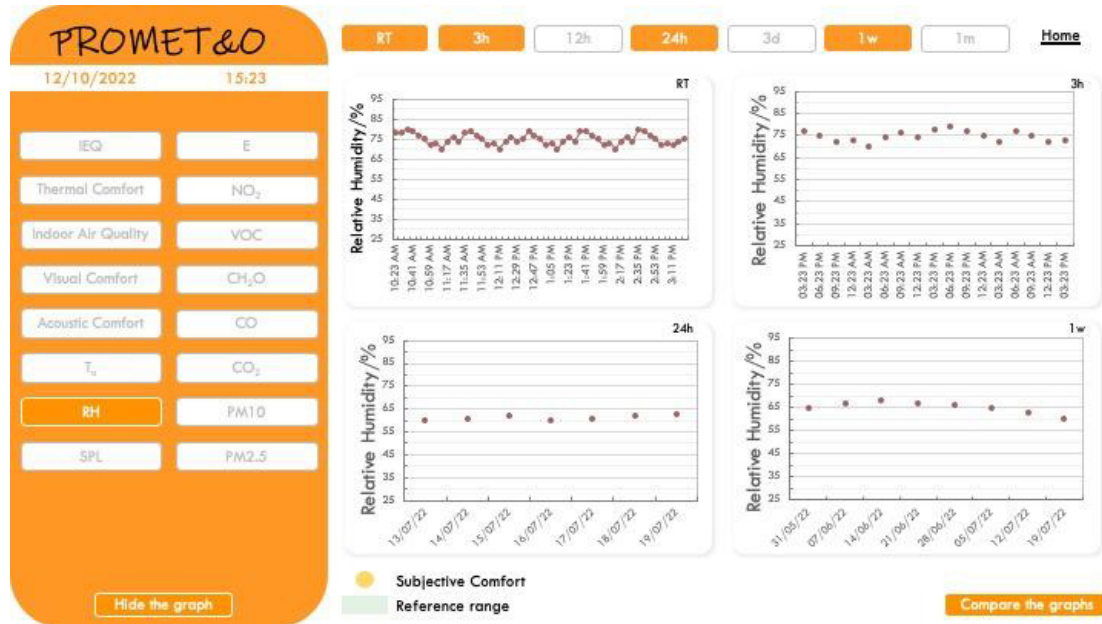 PROMET&O
12/10/2022 15:23
IEQ E
Thermal Comfort NO₂
Indoor Air Quality VOC
Visual Comfort CH₂O
Acoustic Comfort CO
Tₐ CO₂
RH PM10
SPL PM2.5
Hide the graph
RT 3h 12h 24h 3d 1w 1m Home
RT
Relative Humidity/%
95
85
75
65
55
45
35
25
10:23 AM
10:41 AM
10:59 AM
11:17 AM
11:35 AM
11:53 AM
12:11 PM
12:29 PM
12:47 PM
1:05 PM
1:23 PM
1:41 PM
1:59 PM
2:17 PM
2:35 PM
2:53 PM
3:11 PM
3h
Relative Humidity/%
95
85
75
65
55
45
35
25
03:23 PM
06:23 PM
09:23 PM
12:23 AM
03:23 AM
06:23 AM
09:23 AM
12:23 PM
03:23 PM
06:23 PM
09:23 PM
12:23 AM
03:23 AM
06:23 AM
09:23 AM
12:23 PM
03:23 PM
24h
Relative Humidity/%
95
85
75
65
55
45
35
25
13/07/22
14/07/22
15/07/22
16/07/22
17/07/22
18/07/22
19/07/22
1w
Relative Humidity/%
95
85
75
65
55
45
35
25
31/05/22
07/06/22
14/06/22
21/06/22
28/06/22
05/07/22
12/07/22
19/07/22
Subjective Comfort
Reference range
Compare the graphs